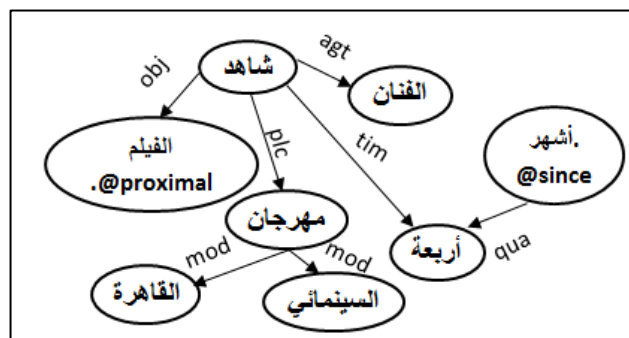 شاهد
agt
obj
الفنان
plc
tim
الفيلم
.@proximal
أشهر.
@since
مهرجان
أربعة
qua
mod
mod
القاهرة
السينمائي